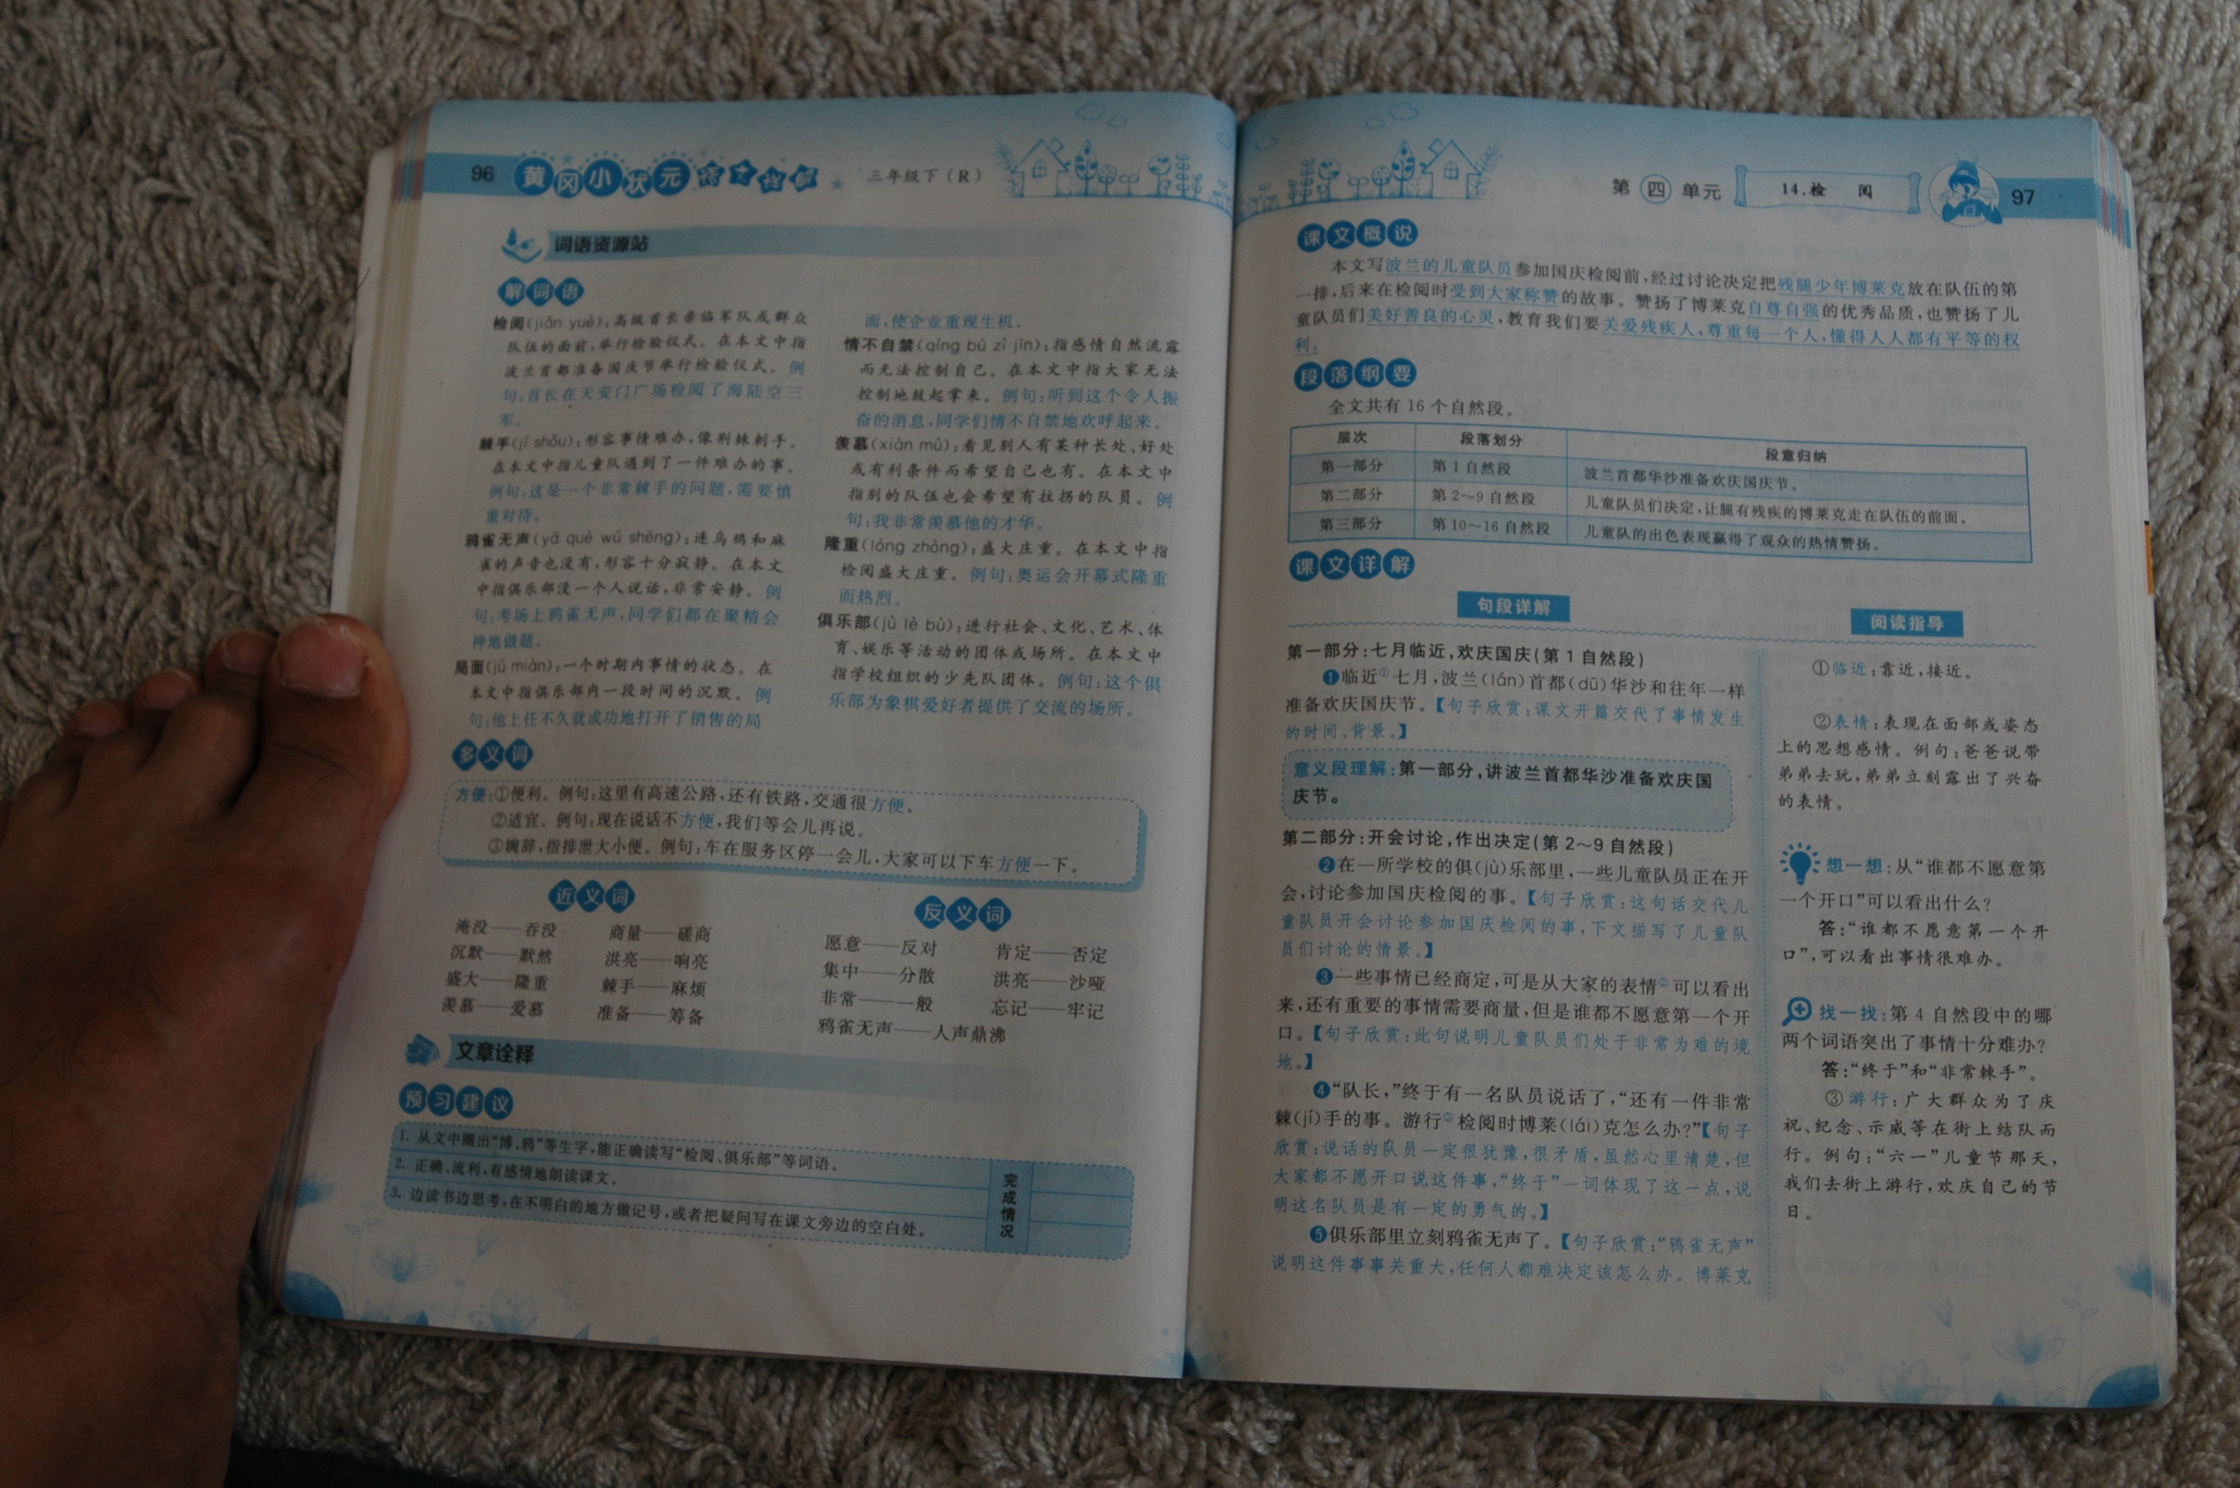 96
黄冈小状元
三年级下（R）
词语资源站
解词语
检阅(jiǎn yuè):高级首长亲临军队或群众
队伍的面前,举行检验仪式。在本文中指
波兰首都准备国庆节举行检验仪式。例
句:首长在天安门广场检阅了海陆空三
军。
棘手(jí shǒu):形容事情难办,像荆棘刺手。
在本文中指儿童队遇到了一件难办的事。
例句:这是一个非常棘手的问题,需要慎
重对待。
鸦雀无声(yā què wú shēng):连乌鸦和麻
雀的声音也没有,形容十分寂静。在本文
中指俱乐部没一个人说话,非常安静。例
句:考场上鸦雀无声,同学们都在聚精会
神地做题。
局面(jú miàn):一个时期内事情的状态。在
本文中指俱乐部内一段时间的沉默。例
句:他上任不久就成功地打开了销售的局
面,使企业重现生机。
情不自禁(qíng bú zì jīn):指感情自然流露
而无法控制自己。在本文中指大家无法
控制地鼓起掌来。例句:听到这个令人振
奋的消息,同学们情不自禁地欢呼起来。
羡慕(xiàn mù):看见别人有某种长处、好处
或有利条件而希望自己也有。在本文中
指别的队伍也会希望有拄拐的队员。例
句:我非常羡慕他的才华。
隆重(lóng zhòng):盛大庄重。在本文中指
检阅盛大庄重。例句:奥运会开幕式隆重
而热烈。
俱乐部(jù lè bù):进行社会、文化、艺术、体
育、娱乐等活动的团体或场所。在本文中
指学校组织的少先队团体。例句:这个俱
乐部为象棋爱好者提供了交流的场所。
多义词
方便:①便利。例句:这里有高速公路,还有铁路,交通很方便。
②适宜。例句:现在说话不方便,我们等会儿再说。
③婉辞,指排泄大小便。例句:车在服务区停一会儿,大家可以下车方便一下。
近义词
淹没——吞没 商量——磋商
沉默——默然 洪亮——响亮
盛大——隆重 棘手——麻烦
羡慕——爱慕 准备——筹备
反义词
愿意——反对 肯定——否定
集中——分散 洪亮——沙哑
非常——一般 忘记——牢记
鸦雀无声——人声鼎沸
文章诠释
预习建议
1. 从文中圈出“博、鸦”等生字,能正确读写“检阅、俱乐部”等词语。
2. 正确、流利、有感情地朗读课文。
3. 边读书边思考,在不明白的地方做记号,或者把疑问写在课文旁边的空白处。
完成情况
第四单元
14.检 阅
97
课文概说
本文写波兰的儿童队员参加国庆检阅前,经过讨论决定把残腿少年博莱克放在队伍的第
一排,后来在检阅时受到大家称赞的故事。赞扬了博莱克自尊自强的优秀品质,也赞扬了儿
童队员们美好善良的心灵,教育我们要关爱残疾人,尊重每一个人,懂得人人都有平等的权
利。
段落纲要
全文共有16个自然段。
层次 段落划分 段意归纳
第一部分 第1自然段 波兰首都华沙准备欢庆国庆节。
第二部分 第2～9自然段 儿童队员们决定,让腿有残疾的博莱克走在队伍的前面。
第三部分 第10～16自然段 儿童队的出色表现赢得了观众的热情赞扬。
课文详解
句段详解
第一部分:七月临近,欢庆国庆(第1自然段)
❶临近①七月,波兰(lán)首都(dū)华沙和往年一样
准备欢庆国庆节。【句子欣赏:课文开篇交代了事情发生
的时间、背景。】
意义段理解:第一部分,讲波兰首都华沙准备欢庆国
庆节。
第二部分:开会讨论,作出决定(第2～9自然段)
❷在一所学校的俱(jù)乐部里,一些儿童队员正在开
会,讨论参加国庆检阅的事。【句子欣赏:这句话交代儿
童队员开会讨论参加国庆检阅的事,下文描写了儿童队
员们讨论的情景。】
❸一些事情已经商定,可是从大家的表情②可以看出
来,还有重要的事情需要商量,但是谁都不愿意第一个开
口。【句子欣赏:此句说明儿童队员们处于非常为难的境
地。】
❹“队长,”终于有一名队员说话了,“还有一件非常
棘(jí)手的事。游行③检阅时博莱(lái)克怎么办?”【句子
欣赏:说话的队员一定很犹豫,很矛盾,虽然心里清楚,但
大家都不愿开口说这件事,“终于”一词体现了这一点,说
明这名队员是有一定的勇气的。】
❺俱乐部里立刻鸦雀无声了。【句子欣赏:“鸦雀无声”
说明这件事事关重大,任何人都难决定该怎么办。博莱克
阅读指导
①临近:靠近,接近。
②表情:表现在面部或姿态
上的思想感情。例句:爸爸说带
弟弟去玩,弟弟立刻露出了兴奋
的表情。
想一想:从“谁都不愿意第
一个开口”可以看出什么?
答:“谁都不愿意第一个开
口”,可以看出事情很难办。
找一找:第4自然段中的哪
两个词语突出了事情十分难办?
答:“终于”和“非常棘手”。
③游行:广大群众为了庆
祝、纪念、示威等在街上结队而
行。例句:“六一”儿童节那天,
我们去街上游行,欢庆自己的节
日。